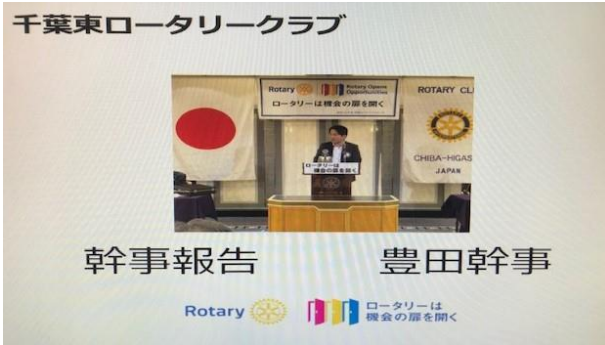 千葉東ロータリークラブ
Rotary
Rotary Opens
Opportunities
ロータリーは機会の扉を開く
ROTARY CLU
CHIBA-HIGAS
JAPAN
ロータリーは
機会の扉を開く
幹事報告
豊田幹事
Rotary
ロータリーは
機会の扉を開く